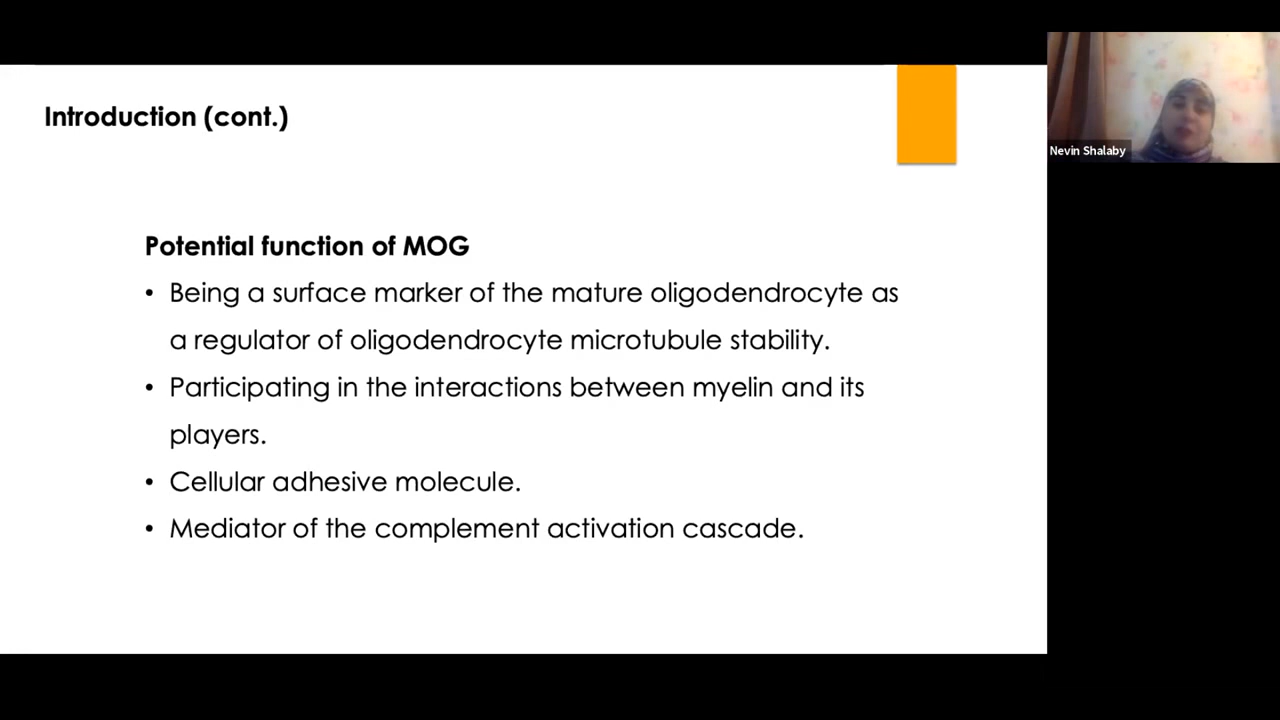 Introduction (cont.)
Nevin Shalaby
Potential function of MOG
• Being a surface marker of the mature oligodendrocyte as
a regulator of oligodendrocyte microtubule stability.
• Participating in the interactions between myelin and its
players.
• Cellular adhesive molecule.
• Mediator of the complement activation cascade.